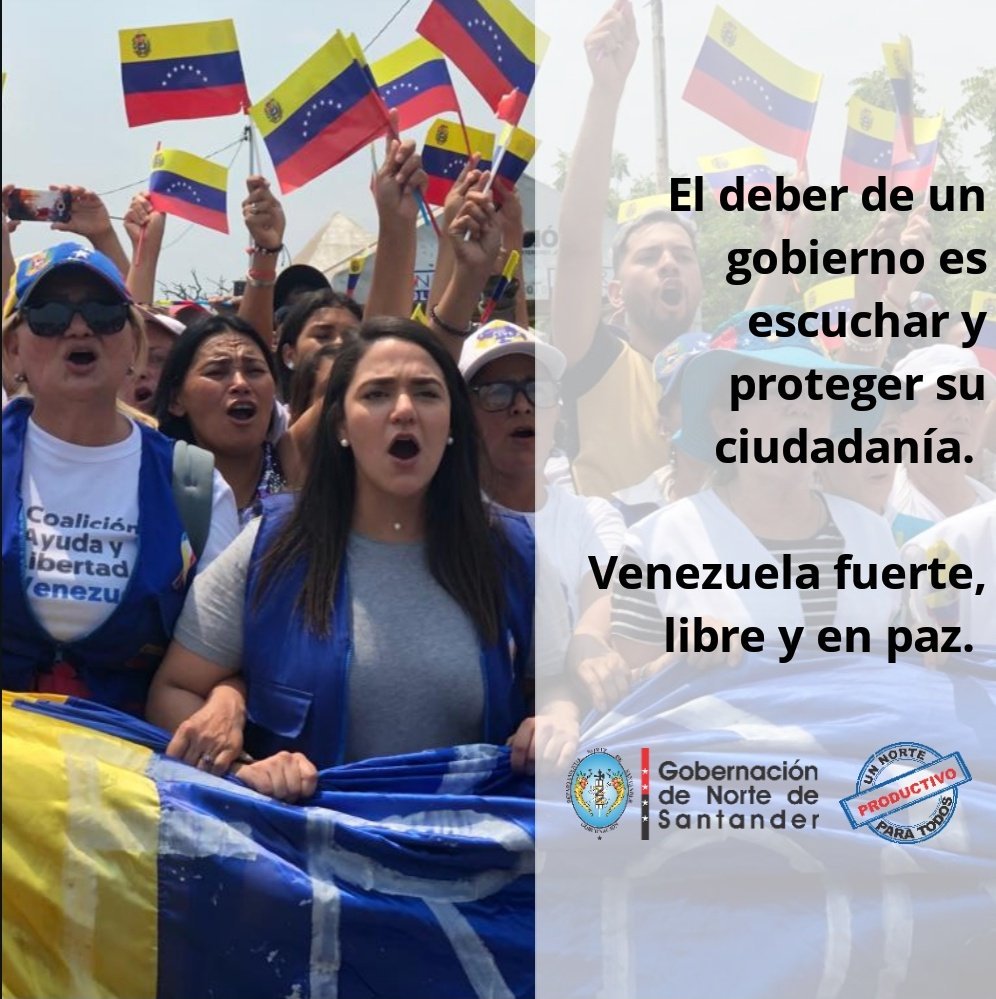 El deber de un
gobierno es
escuchar y
proteger su
ciudadanía.
Venezuela fuerte,
libre y en paz.
Coalición
Ayuda y
ibertad
Venezu
Gobernación
de Norte de
Santander
UN NORTE
PRODUCTIVO
PARA TODOS